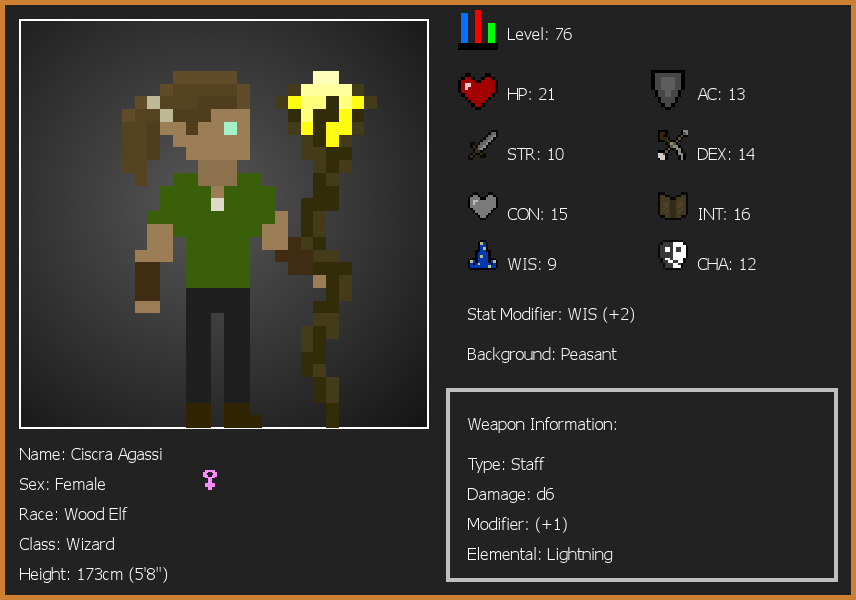 Level: 76
HP: 21
AC: 13
STR: 10
DEX: 14
CON: 15
INT: 16
WIS: 9
CHA: 12
Stat Modifier: WIS (+2)
Background: Peasant
Weapon Information:
Type: Staff
Damage: d6
Modifier: (+1)
Elemental: Lightning
Name: Ciscra Agassi
Sex: Female
Race: Wood Elf
Class: Wizard
Height: 173cm (5'8")